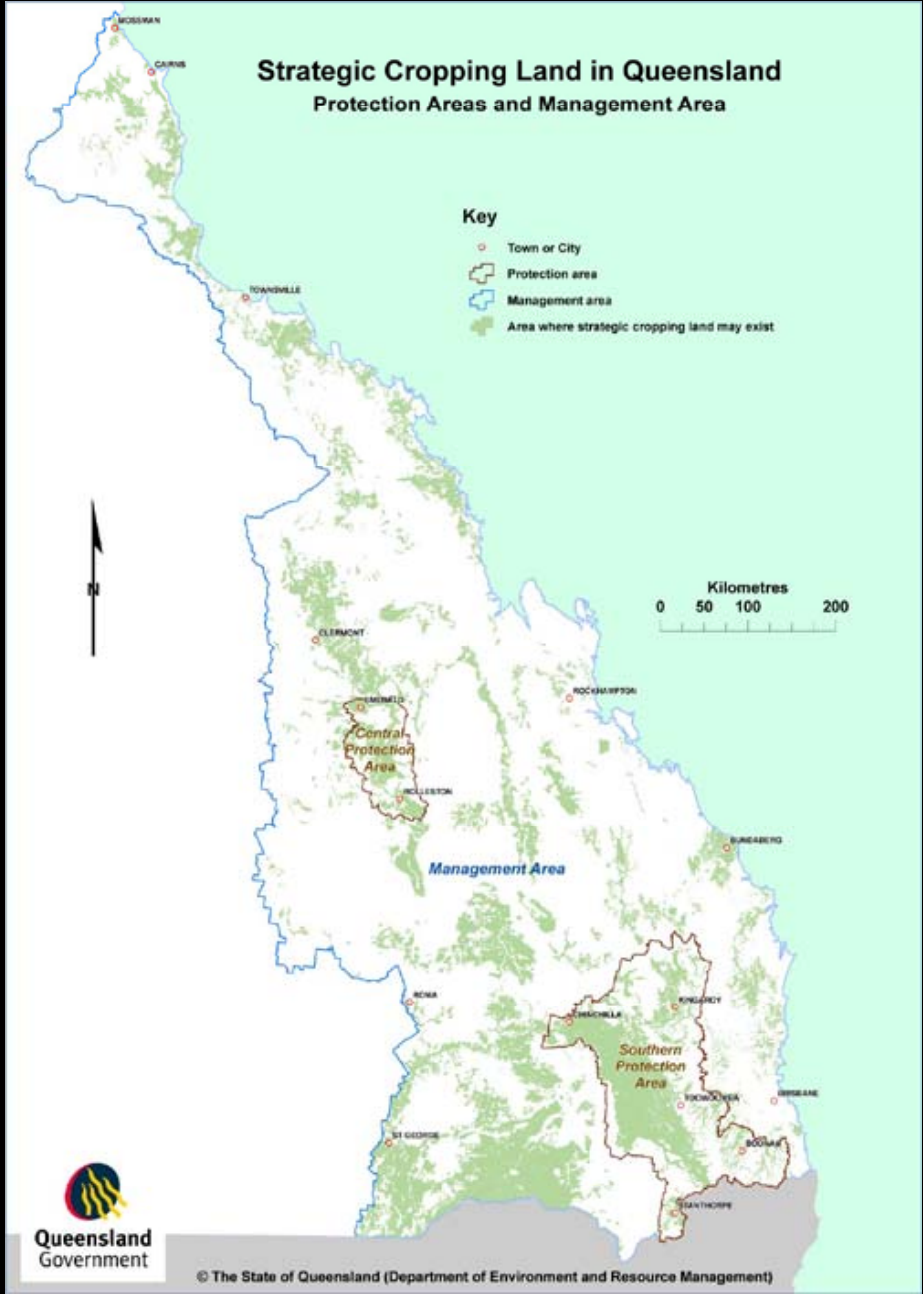 MOSSMAN
CAIRNS
Strategic Cropping Land in Queensland
Protection Areas and Management Area
Key
Town or City
Protection area
Management area
Area where strategic cropping land may exist
TOWNSVILLE
N
Kilometres
0 50 100 200
CLERMONT
ROCKHAMPTON
EMERALD
Central
Protection
Area
ROLLESTON
BUNDABERG
Management Area
ROMA
KINGAROY
CHINCHILLA
Southern
Protection
Area
TOOWOOMBA
BRISBANE
ST GEORGE
BOONAH
STANTHORPE
Queensland
Government
© The State of Queensland (Department of Environment and Resource Management)